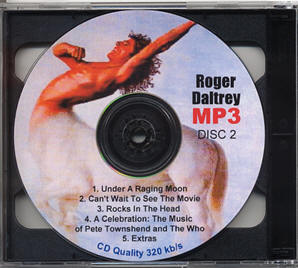 Roger
Daltrey
MP3
DISC 2
1. Under A Raging Moon
2. Can't Wait To See The Movie
3. Rocks In The Head
4. A Celebration: The Music
of Pete Townshend and The Who
5. Extras
CD Quality 320 kb/s